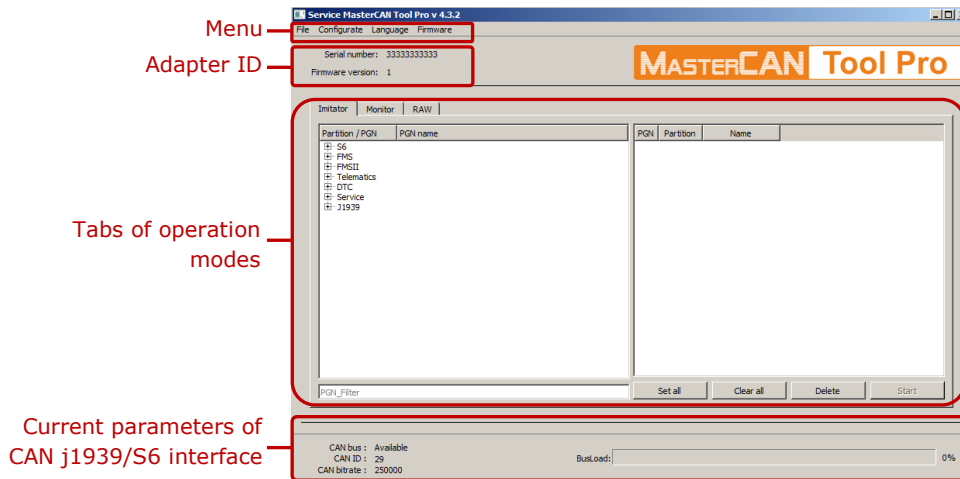 Service MasterCAN Tool Pro v 4.3.2
Menu
File Configurate Language Firmware
Adapter ID
Serial number: 33333333333
Firmware version: 1
MASTERCAN Tool Pro
Imitator Monitor RAW
Partition / PGN PGN name
PGN Partition Name
S6
FMS
FMSII
Telematics
DTC
Service
J1939
Tabs of operation
modes
PGN_Filter
Set all Clear all Delete Start
Current parameters of
CAN j1939/S6 interface
CAN bus : Available
CAN ID : 29
CAN bitrate : 250000
BusLoad: 0%